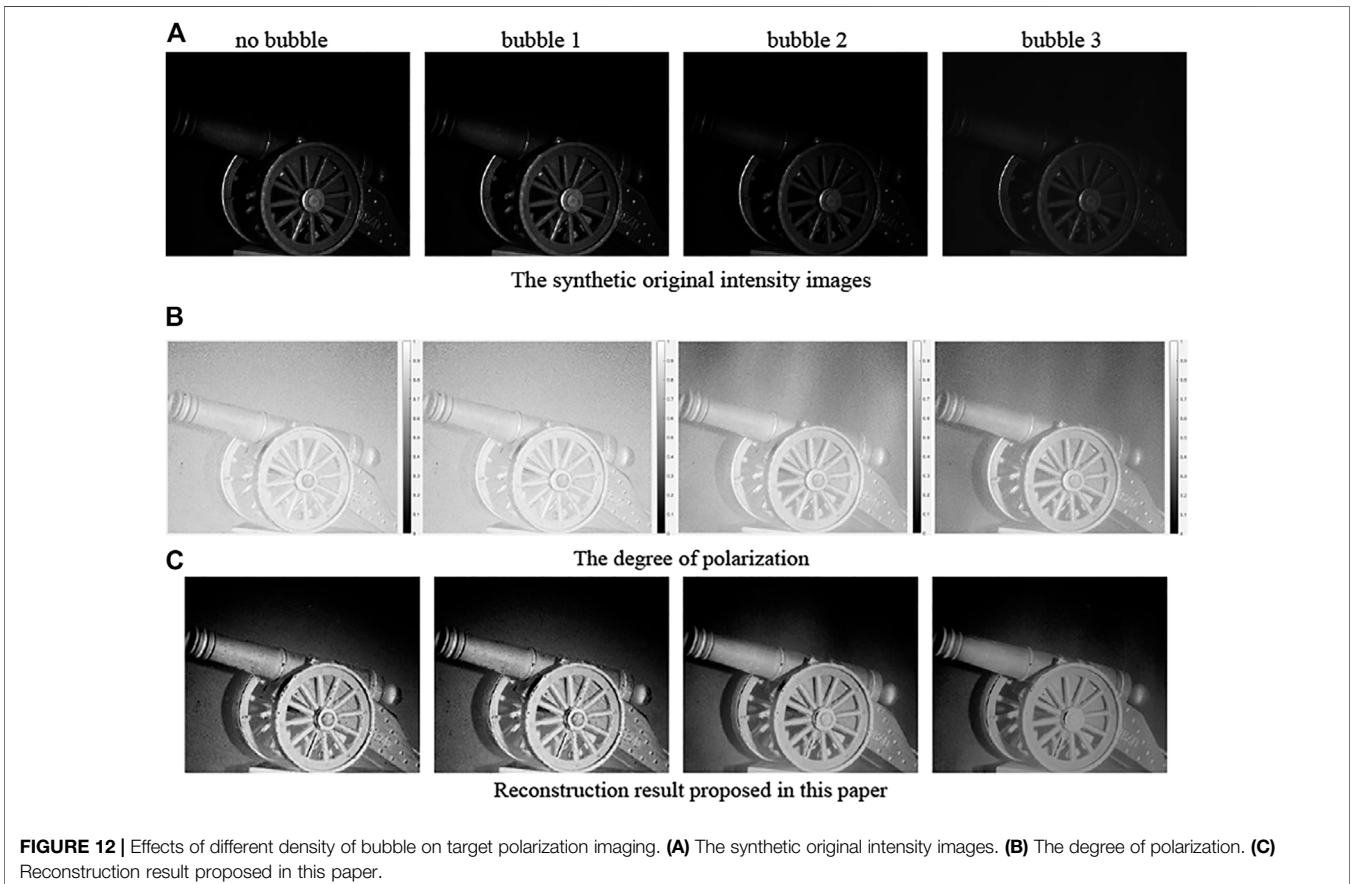 A
no bubble
bubble 1
bubble 2
bubble 3
The synthetic original intensity images
B
The degree of polarization
C
Reconstruction result proposed in this paper
FIGURE 12 | Effects of different density of bubble on target polarization imaging. (A) The synthetic original intensity images. (B) The degree of polarization. (C)
Reconstruction result proposed in this paper.